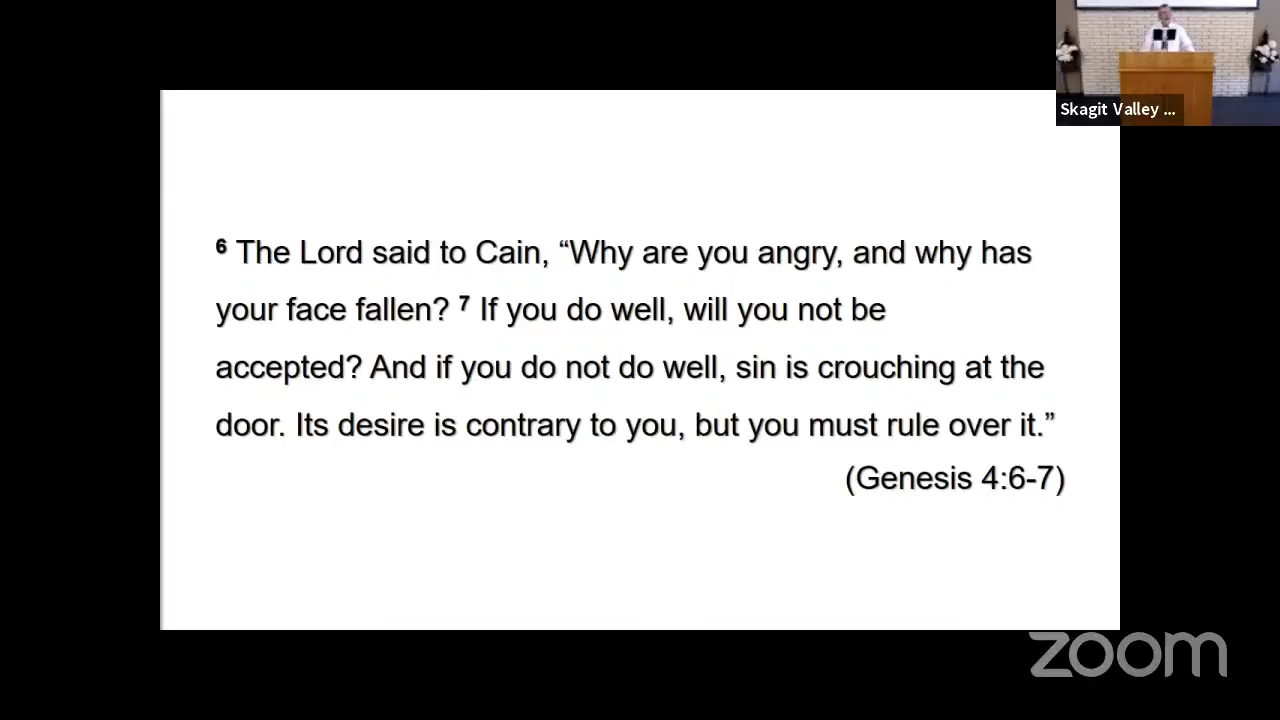 Skagit Valley ...
6 The Lord said to Cain, “Why are you angry, and why has
your face fallen? 7 If you do well, will you not be
accepted? And if you do not do well, sin is crouching at the
door. Its desire is contrary to you, but you must rule over it.”
(Genesis 4:6-7)
zoom